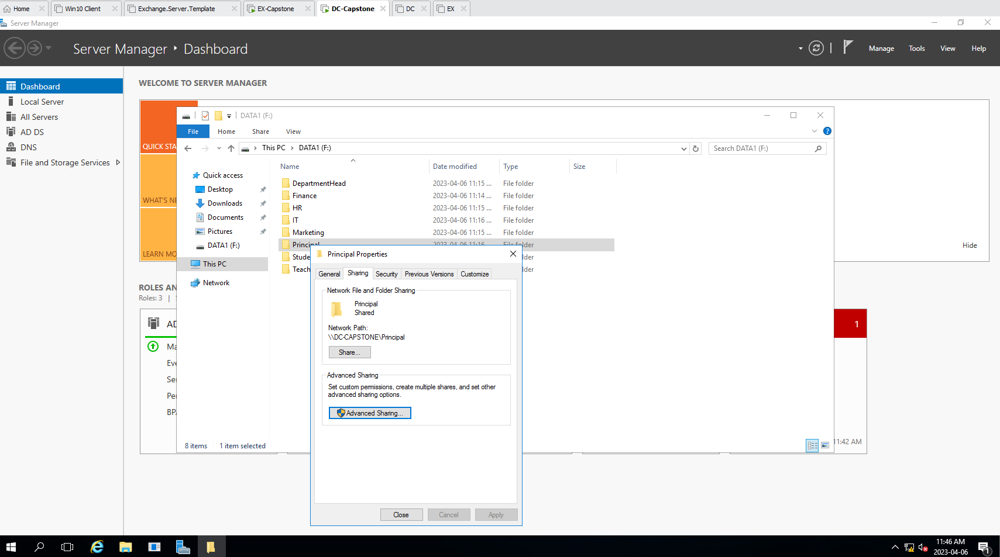 Home
Win10 Client
Exchange.Server.Template
EX-Capstone
DC-Capstone
DC
EX
Server Manager
Server Manager ‣ Dashboard
Manage
Tools
View
Help
Dashboard
Local Server
All Servers
AD DS
DNS
File and Storage Services
WELCOME TO SERVER MANAGER
QUICK STA
WHAT'S NE
LEARN MO
Hide
ROLES AN
Roles: 3 |
AD
Ma
Eve
Ser
Per
BPA
1
11:42 AM
DATA1 (F:)
File
Home
Share
View
This PC
DATA1 (F:)
Search DATA1 (F:)
Quick access
Desktop
Downloads
Documents
Pictures
DATA1 (F:)
This PC
Network
Name
Date modified
Type
Size
DepartmentHead 2023-04-06 11:15 ... File folder
Finance 2023-04-06 11:14 ... File folder
HR 2023-04-06 11:15 ... File folder
IT 2023-04-06 11:16 ... File folder
Marketing 2023-04-06 11:15 ... File folder
Principal 2023-04-06 11:16 File folder
Stude lder
Teach lder
8 items
1 item selected
Principal Properties
General
Sharing
Security
Previous Versions
Customize
Network File and Folder Sharing
Principal
Shared
Network Path:
\\DC-CAPSTONE\Principal
Share...
Advanced Sharing
Set custom permissions, create multiple shares, and set other
advanced sharing options.
Advanced Sharing...
Close
Cancel
Apply
11:46 AM
2023-04-06
1